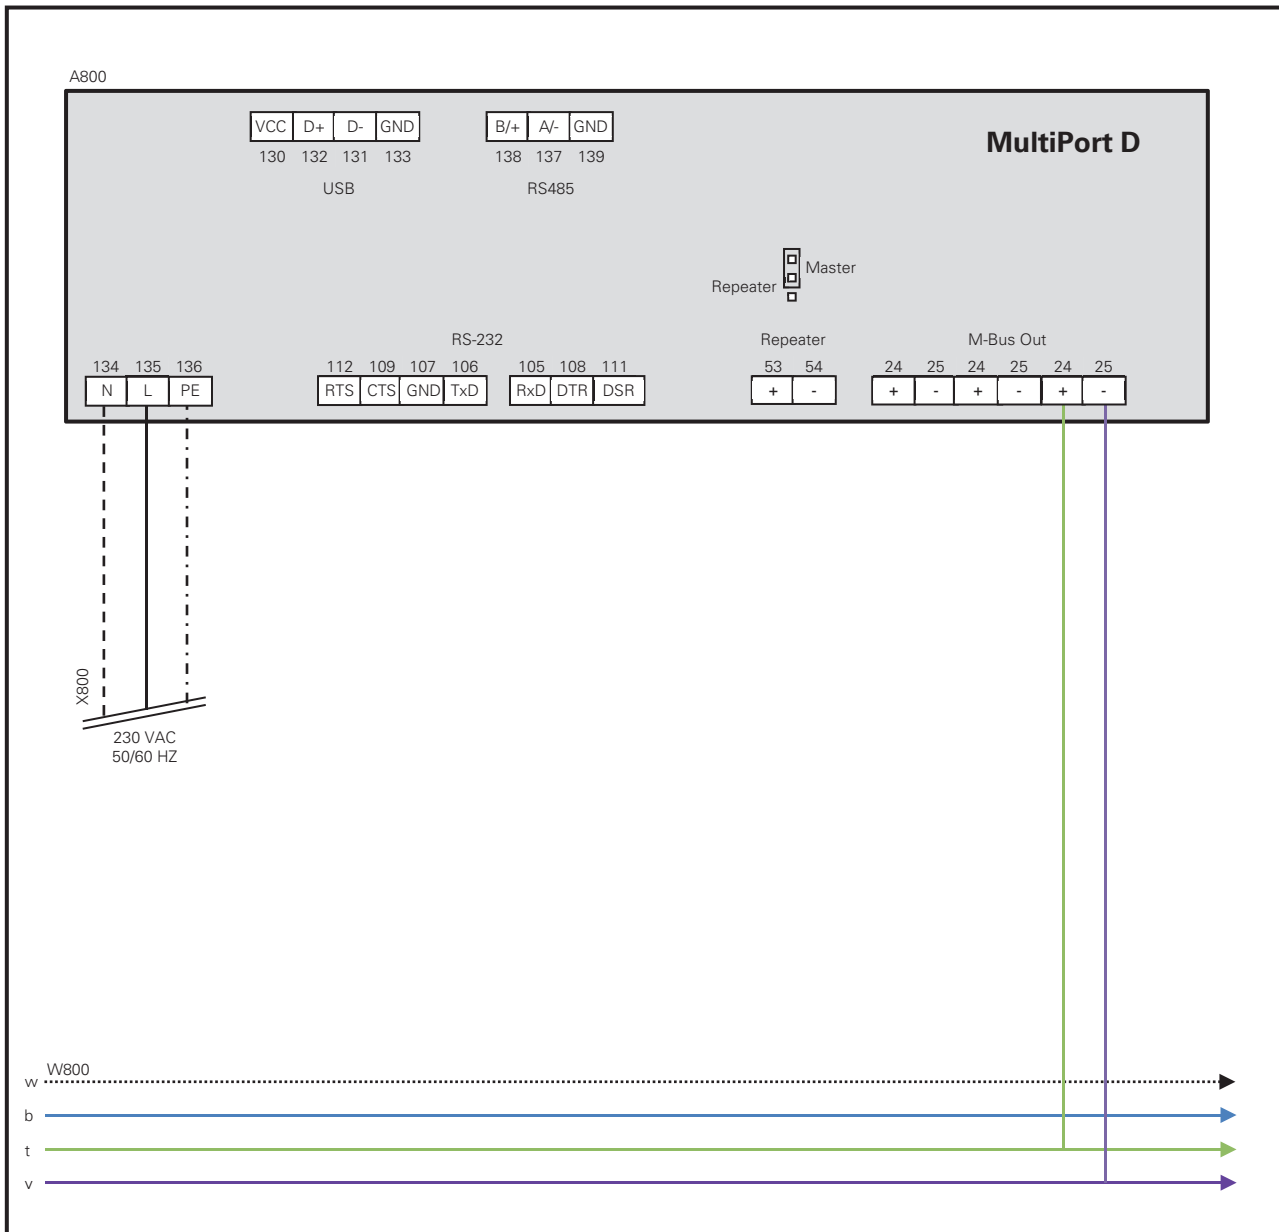 A800
VCC D+ D- GND
130 132 131 133
USB
B/+ A/- GND
138 137 139
RS485
MultiPort D
Master
Repeater
134 135 136
N L PE
RS-232
112 109 107 106 105 108 111
RTS CTS GND TxD RxD DTR DSR
Repeater
53 54
+ -
M-Bus Out
24 25 24 25 24 25
+ - + - + -
X800
230 VAC
50/60 HZ
W800
w
b
t
v